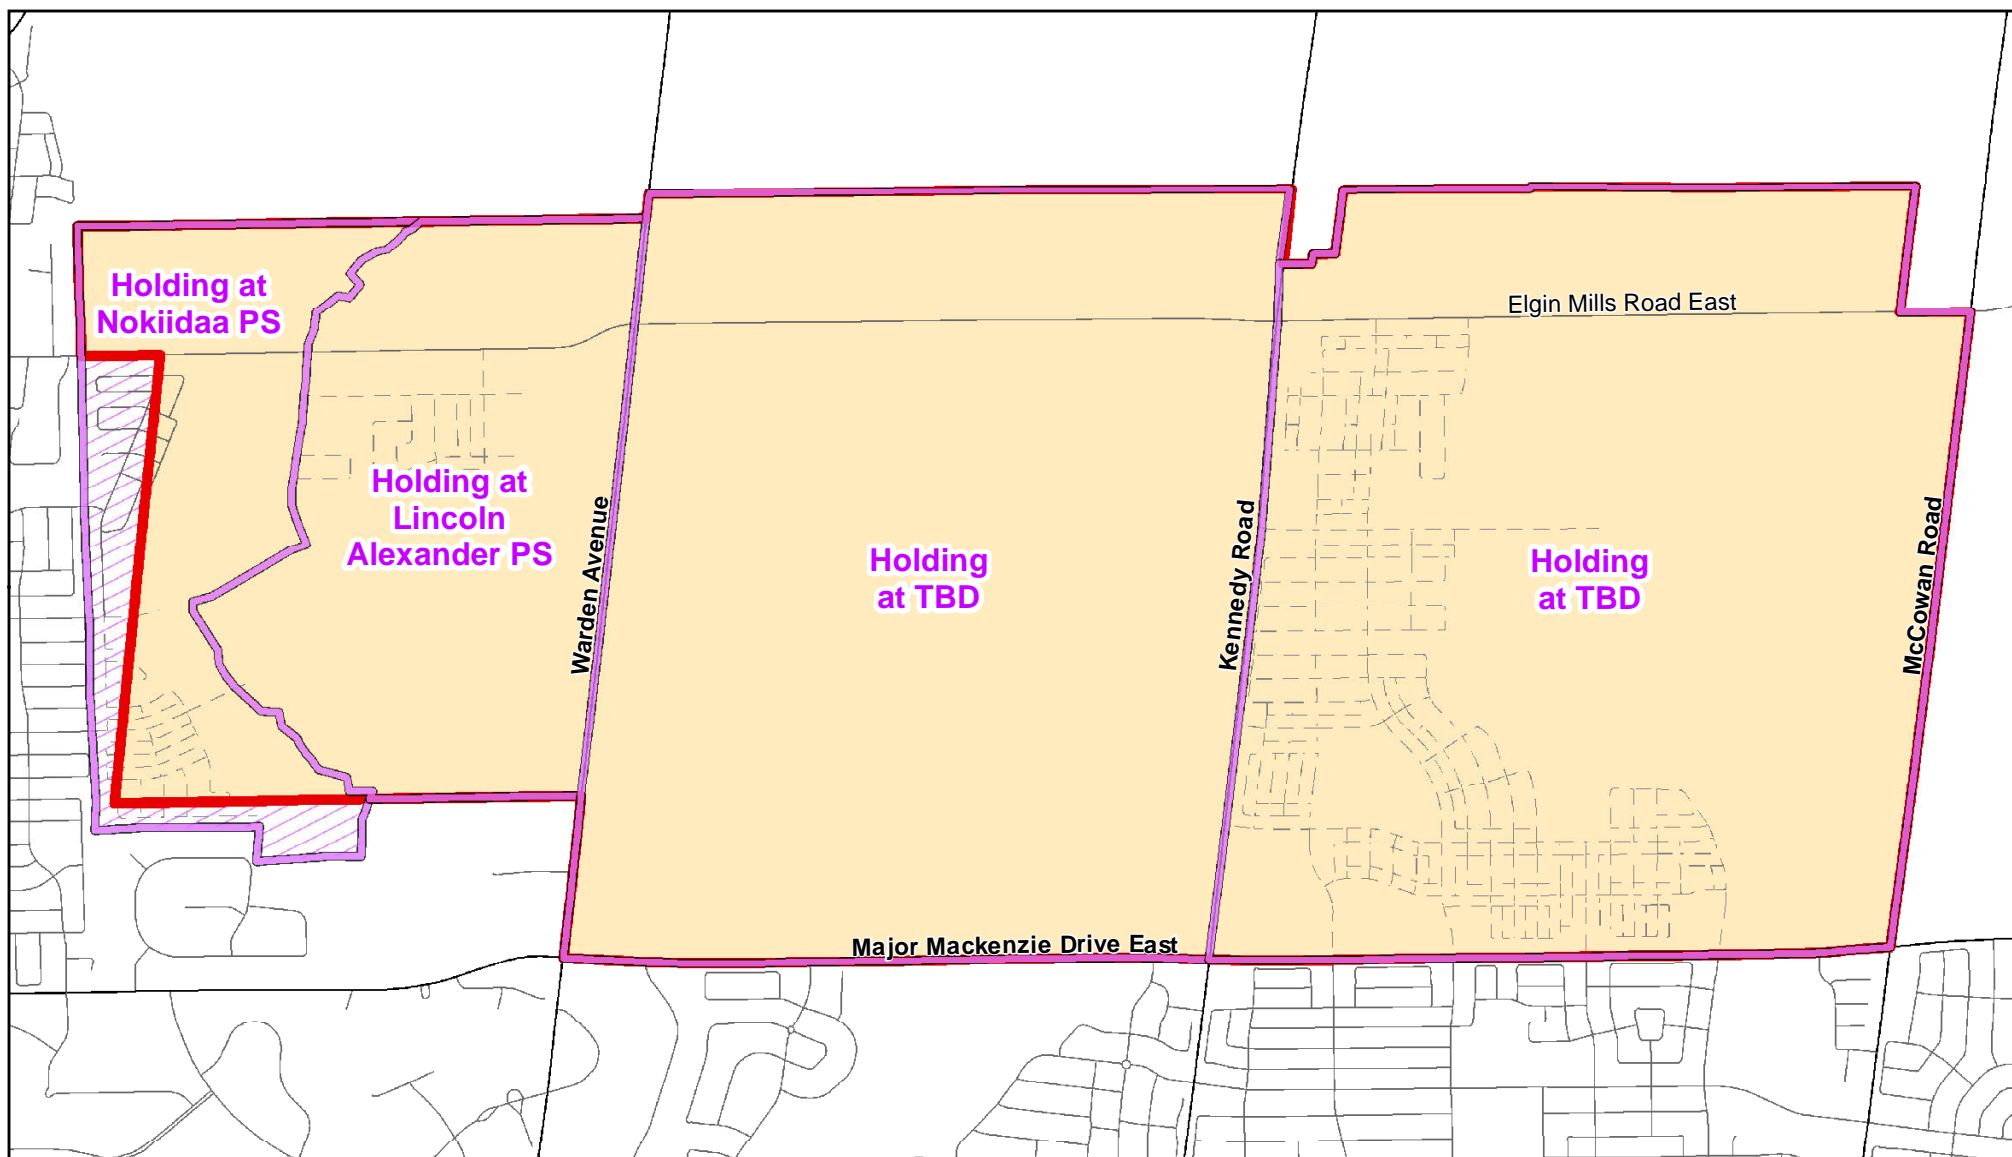 Holding at
Nokiidaa PS
Elgin Mills Road East
Holding at
Lincoln
Alexander PS
Warden Avenue
Holding
at TBD
Kennedy Road
Holding
at TBD
McCowan Road
Major Mackenzie Drive East